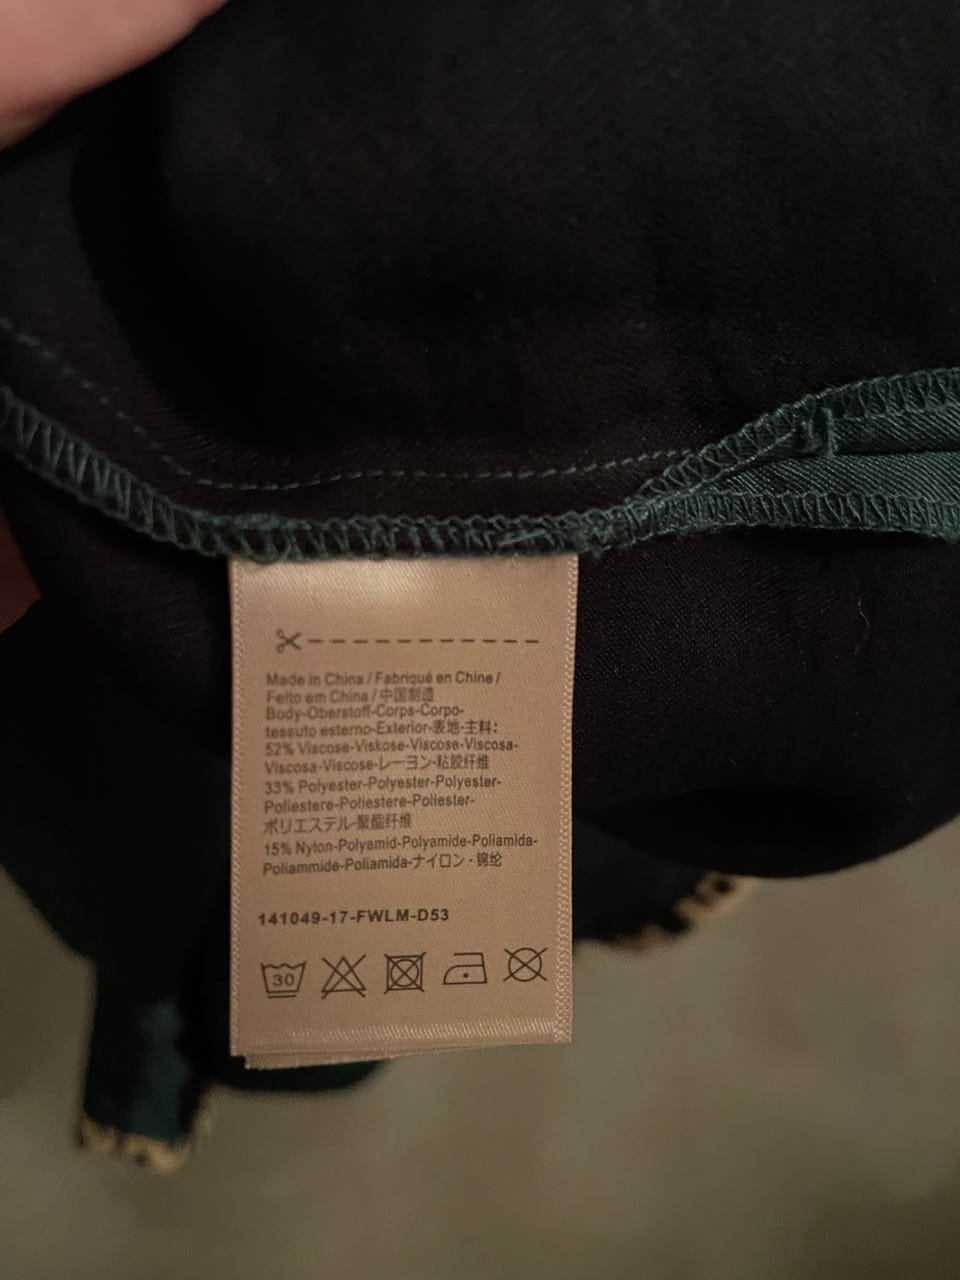 Made in China / Fabriqué en Chine /
Feito em China / 中国制造
Body-Oberstoff-Corps-Corpo-
tessuto esterno-Exterior-表地-主料:
52% Viscose-Viskose-Viscose-Viscosa-
Viscosa-Viscose-レーヨン-粘胶纤维
33% Polyester-Polyester-Polyester-
Poliestere-Poliestere-Poliester-
ポリエステル-聚酯纤维
15% Nylon-Polyamid-Polyamide-Poliamida-
Poliammide-Poliamida-ナイロン - 锦纶
141049-17-FWLM-D53
30